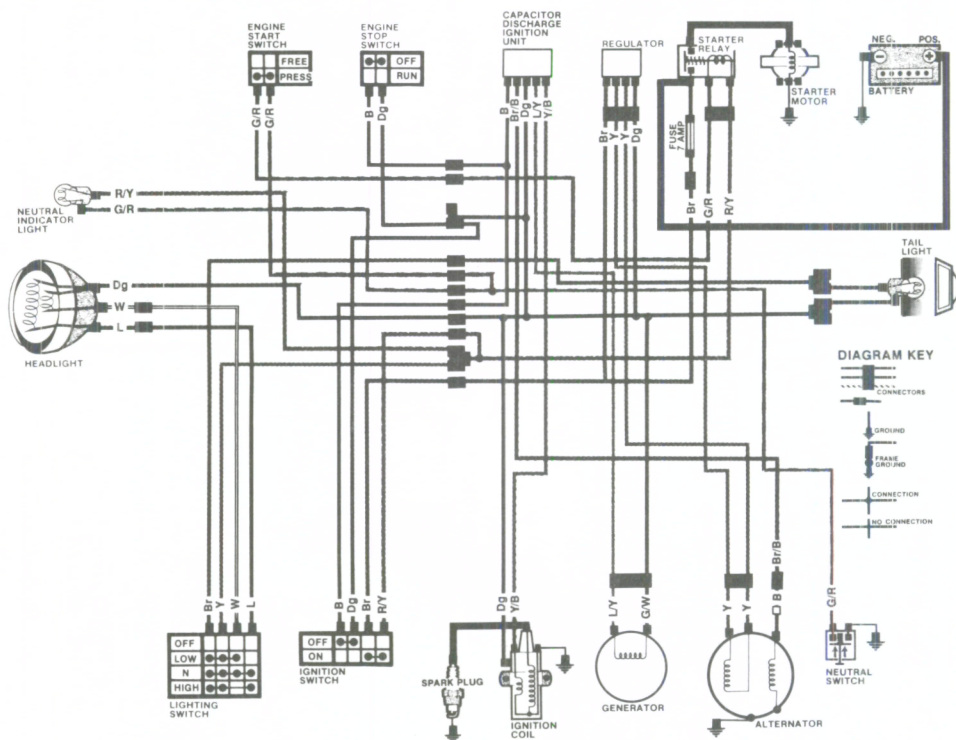 ENGINE
START
SWITCH
FREE
PRESS
ENGINE
STOP
SWITCH
OFF
RUN
CAPACITOR
DISCHARGE
IGNITION
UNIT
REGULATOR
STARTER
RELAY
STARTER
MOTOR
NEG.
POS.
BATTERY
G/R
G/R
B
Dg
B
Br/B
Dg
L/Y
Y/B
Br
Y
Y
Dg
FUSE
7 AMP
Br
G/R
R/Y
NEUTRAL
INDICATOR
LIGHT
R/Y
G/R
TAIL
LIGHT
HEADLIGHT
Dg
W
L
DIAGRAM KEY
CONNECTORS
GROUND
FRAME
GROUND
CONNECTION
NO CONNECTION
Br
Y
W
L
OFF
LOW
N
HIGH
LIGHTING
SWITCH
B
Dg
Br
R/Y
OFF
ON
IGNITION
SWITCH
Dg
Y/B
SPARK PLUG
IGNITION
COIL
L/Y
G/W
GENERATOR
Y
Y
B
Br/B
ALTERNATOR
G/R
NEUTRAL
SWITCH